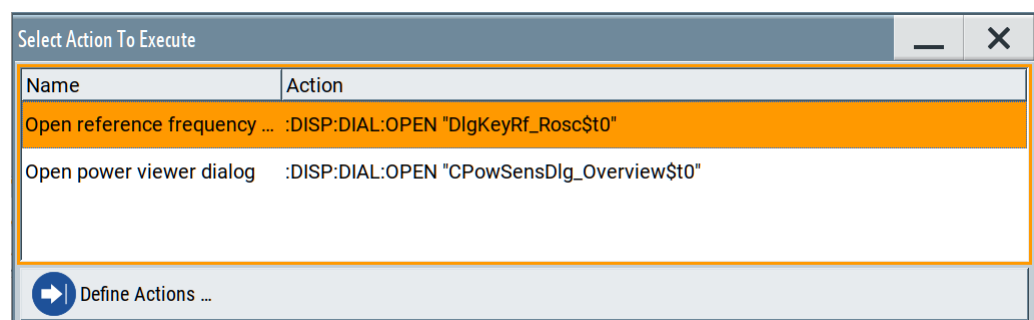 Select Action To Execute
Name Action
Open reference frequency ... :DISP:DIAL:OPEN "DlgKeyRf_Rosc$t0"
Open power viewer dialog :DISP:DIAL:OPEN "CPowSensDlg_Overview$t0"
Define Actions ...